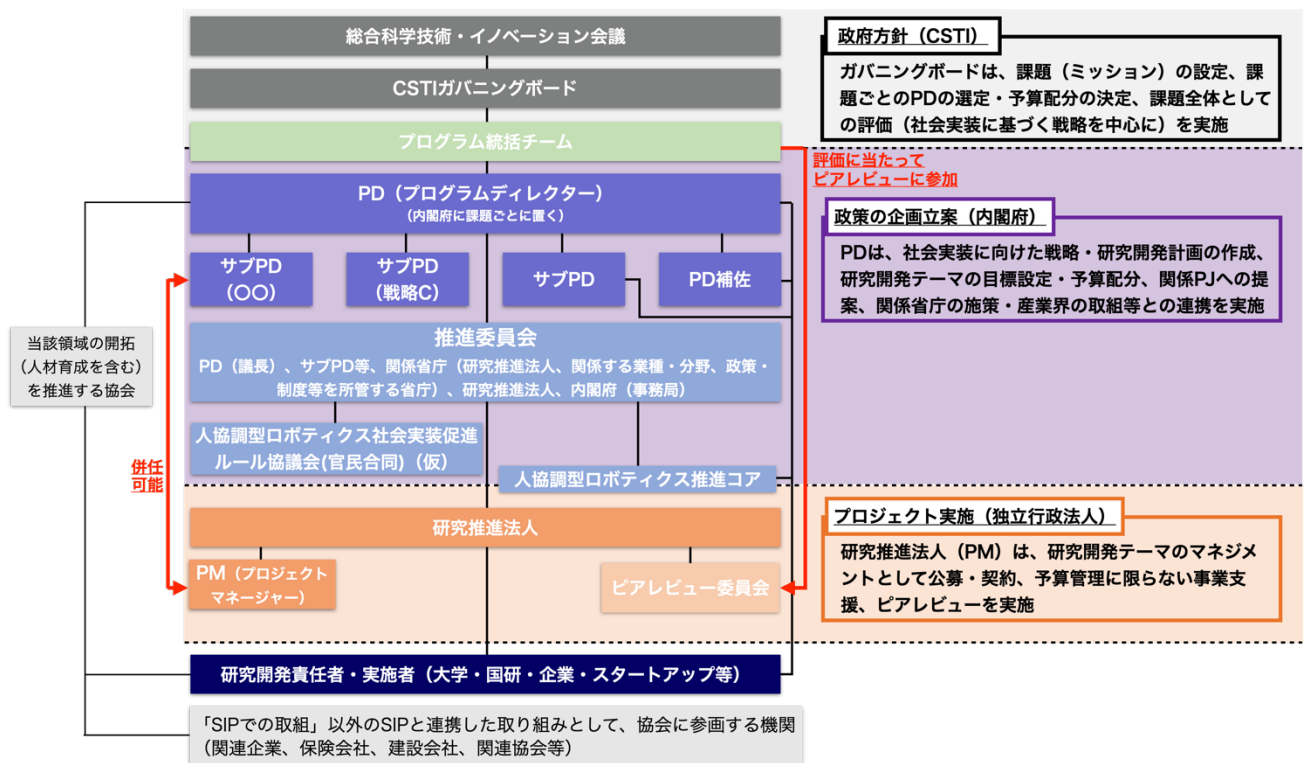 総合科学技術・イノベーション会議
CSTIガバニングボード
プログラム統括チーム
政府方針（CSTI）
ガバニングボードは、課題（ミッション）の設定、課
題ごとのPDの選定・予算配分の決定、課題全体として
の評価（社会実装に基づく戦略を中心に）を実施
評価に当たって
ピアレビューに参加
PD（プログラムディレクター）
（内閣府に課題ごとに置く）
サブPD
（〇〇）
サブPD
（戦略C）
サブPD
PD補佐
政策の企画立案（内閣府）
PDは、社会実装に向けた戦略・研究開発計画の作成、
研究開発テーマの目標設定・予算配分、関係PJへの提
案、関係省庁の施策・産業界の取組等との連携を実施
当該領域の開拓
（人材育成を含む）
を推進する協会
推進委員会
PD（議長）、サブPD等、関係省庁（研究推進法人、関係する業種・分野、政策・
制度等を所管する省庁）、研究推進法人、内閣府（事務局）
人協調型ロボティクス社会実装促進
ルール協議会(官民合同)（仮）
人協調型ロボティクス推進コア
併任
可能
研究推進法人
PM（プロジェクト
マネージャー）
ピアレビュー委員会
プロジェクト実施（独立行政法人）
研究推進法人（PM）は、研究開発テーマのマネジメ
ントとして公募・契約、予算管理に限らない事業支
援、ピアレビューを実施
研究開発責任者・実施者（大学・国研・企業・スタートアップ等）
「SIPでの取組」以外のSIPと連携した取り組みとして、協会に参画する機関
（関連企業、保険会社、建設会社、関連協会等）